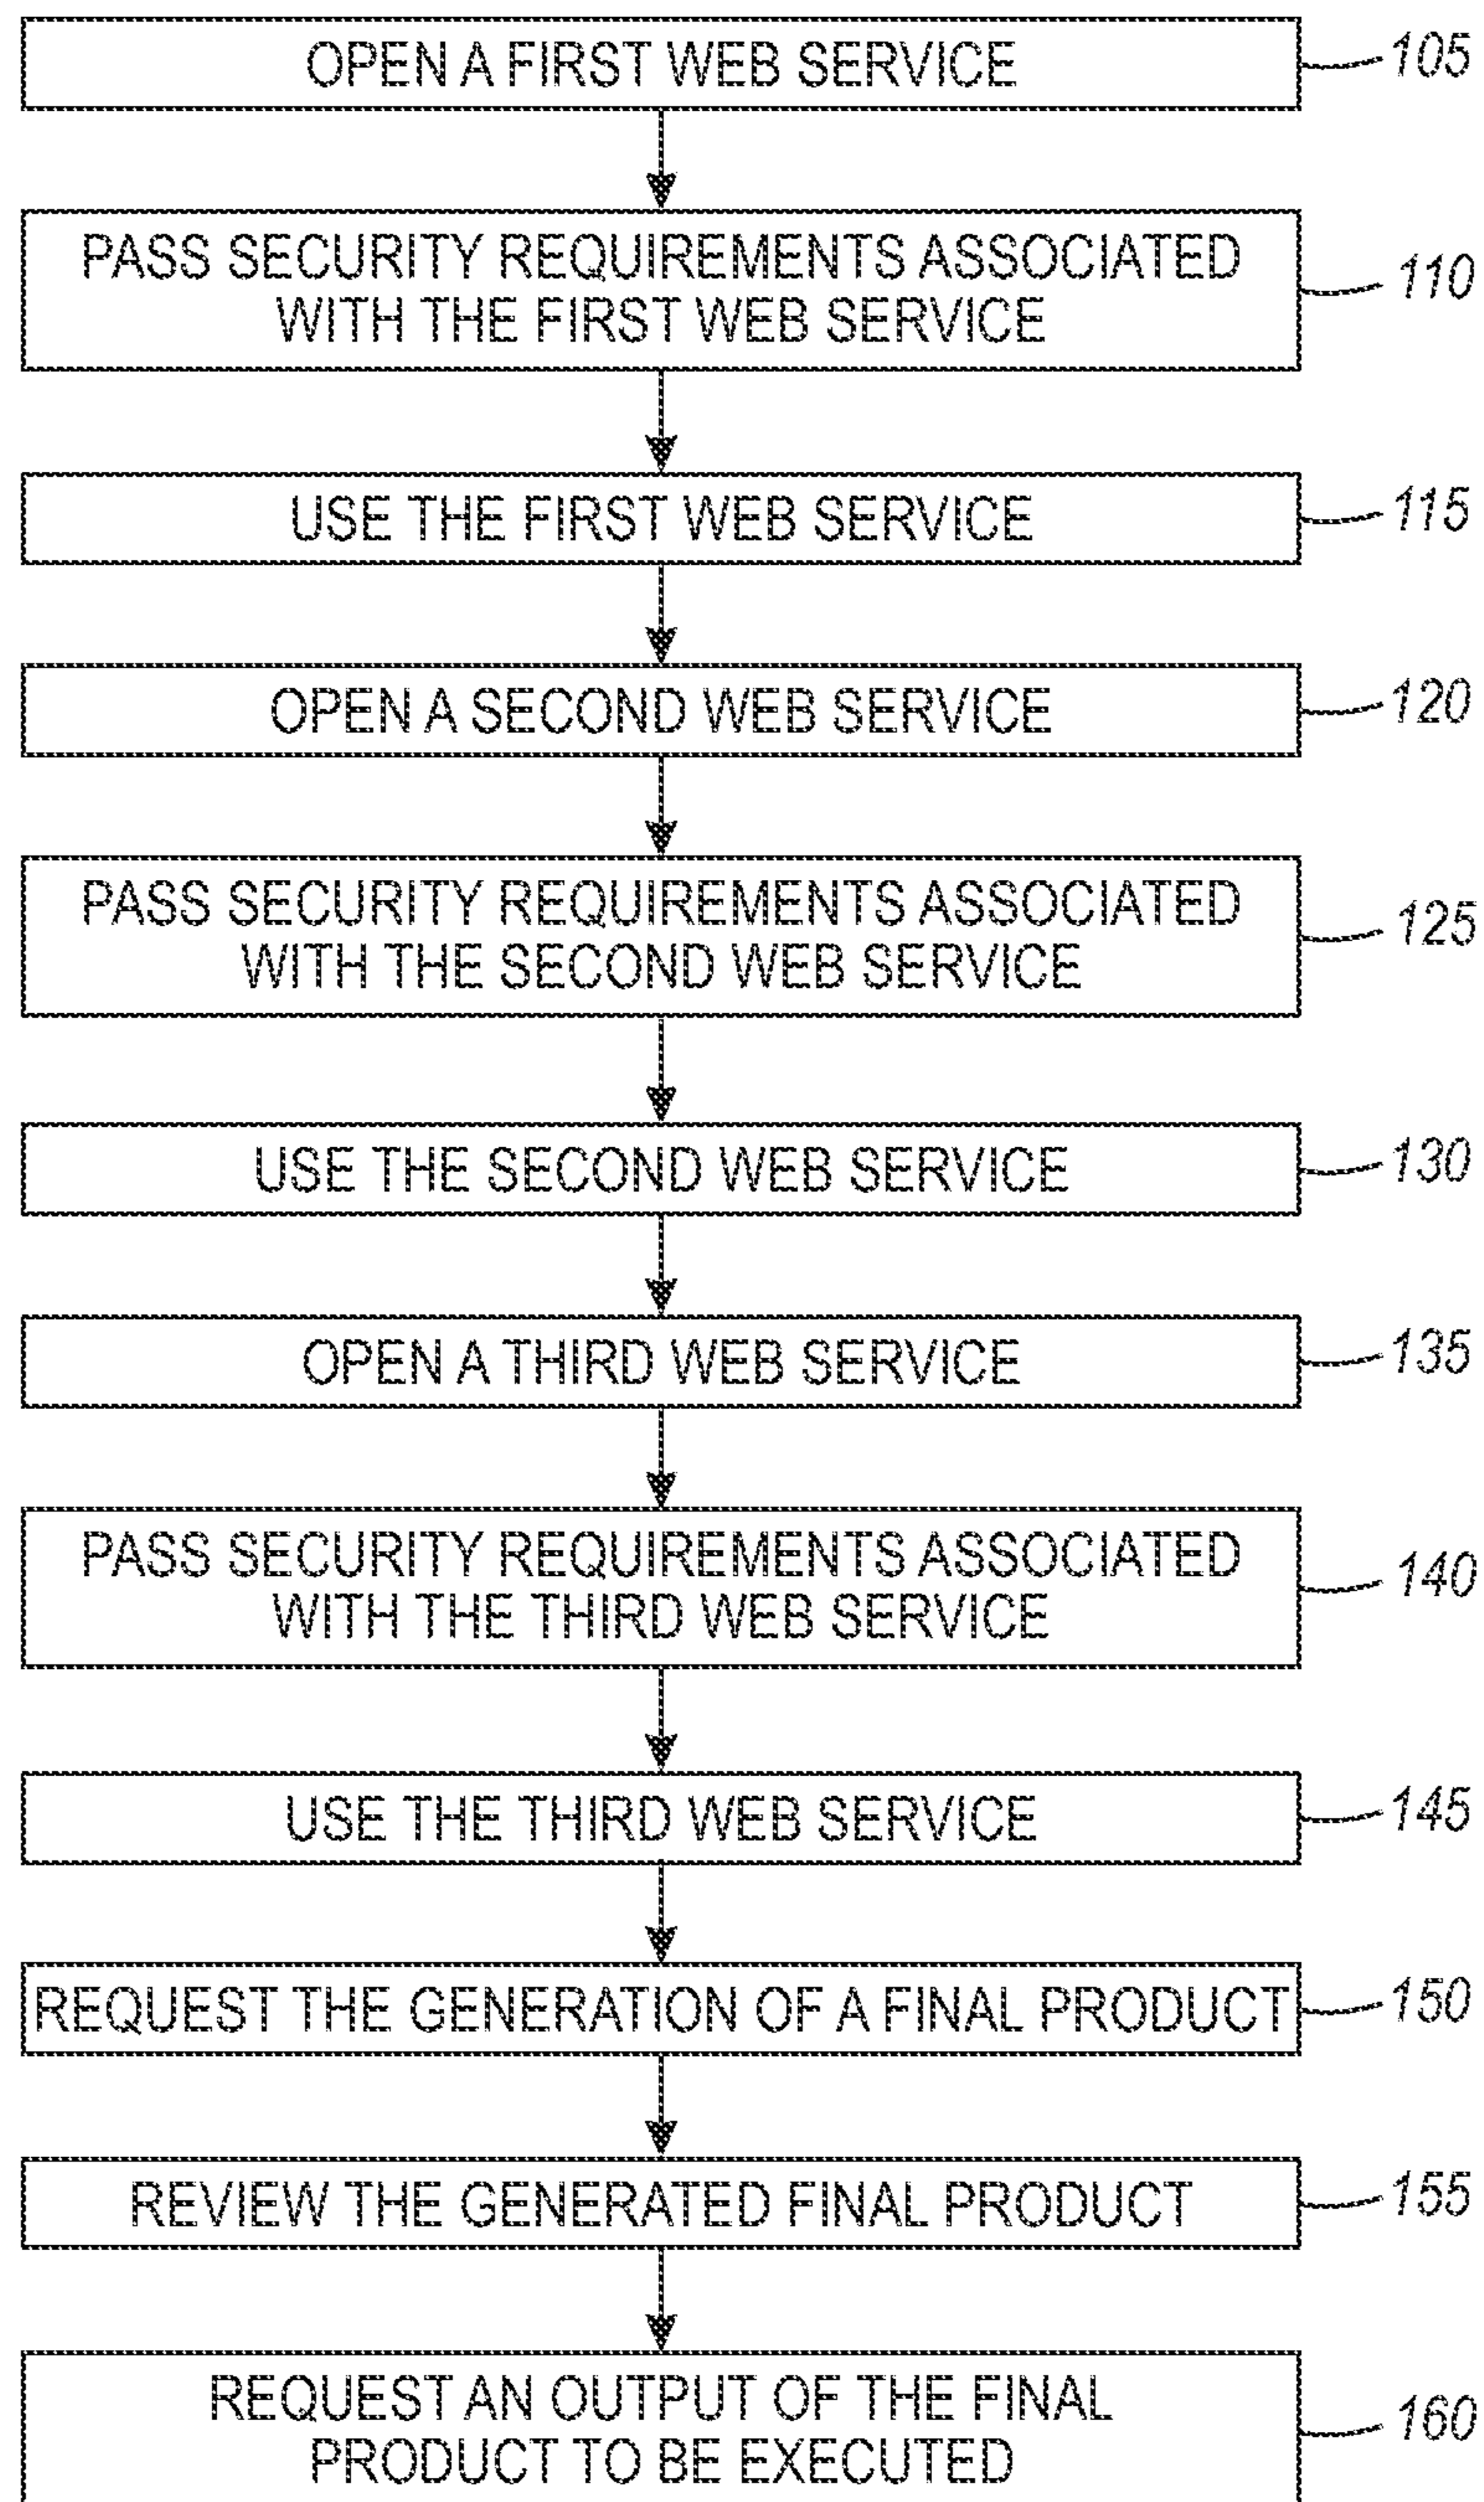 OPEN A FIRST WEB SERVICE
105
PASS SECURITY REQUIREMENTS ASSOCIATED
WITH THE FIRST WEB SERVICE
110
USE THE FIRST WEB SERVICE
115
OPEN A SECOND WEB SERVICE
120
PASS SECURITY REQUIREMENTS ASSOCIATED
WITH THE SECOND WEB SERVICE
125
USE THE SECOND WEB SERVICE
130
OPEN A THIRD WEB SERVICE
135
PASS SECURITY REQUIREMENTS ASSOCIATED
WITH THE THIRD WEB SERVICE
140
USE THE THIRD WEB SERVICE
145
REQUEST THE GENERATION OF A FINAL PRODUCT
150
REVIEW THE GENERATED FINAL PRODUCT
155
REQUEST AN OUTPUT OF THE FINAL
PRODUCT TO BE EXECUTED
160